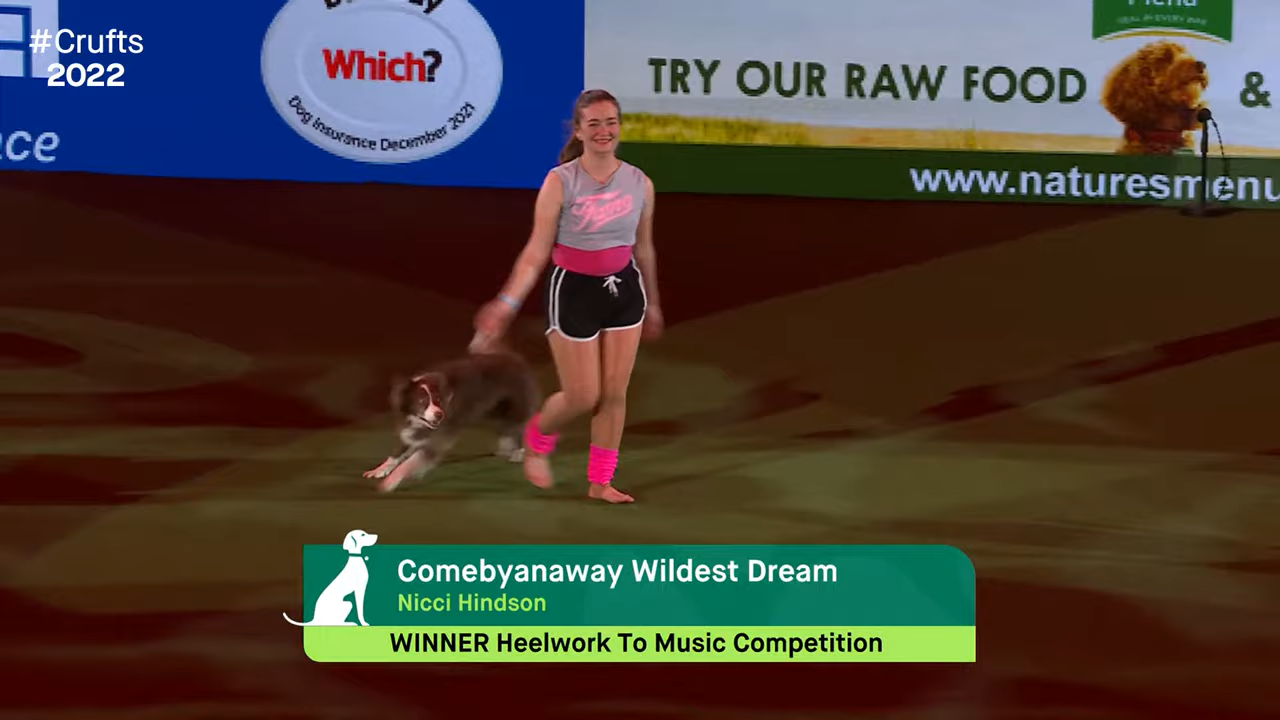 #Crufts
2022
Which?
Dog Insurance December 2021
TRY OUR RAW FOOD
&
www.naturesmenu
Fame
Comebyanaway Wildest Dream
Nicci Hindson
WINNER Heelwork To Music Competition